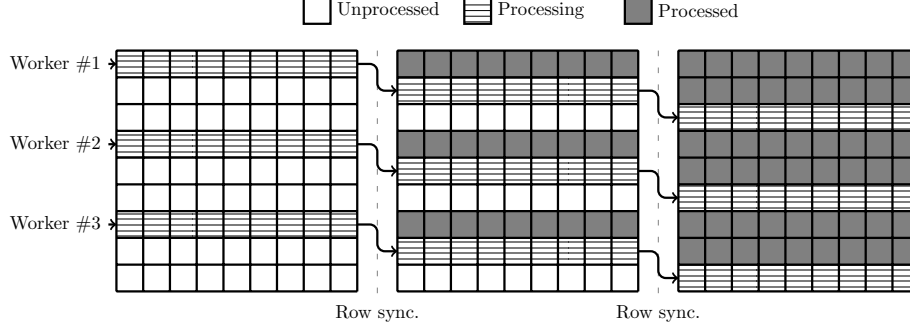 Unprocessed Processing Processed
Worker #1
Worker #2
Worker #3
Row sync. Row sync.